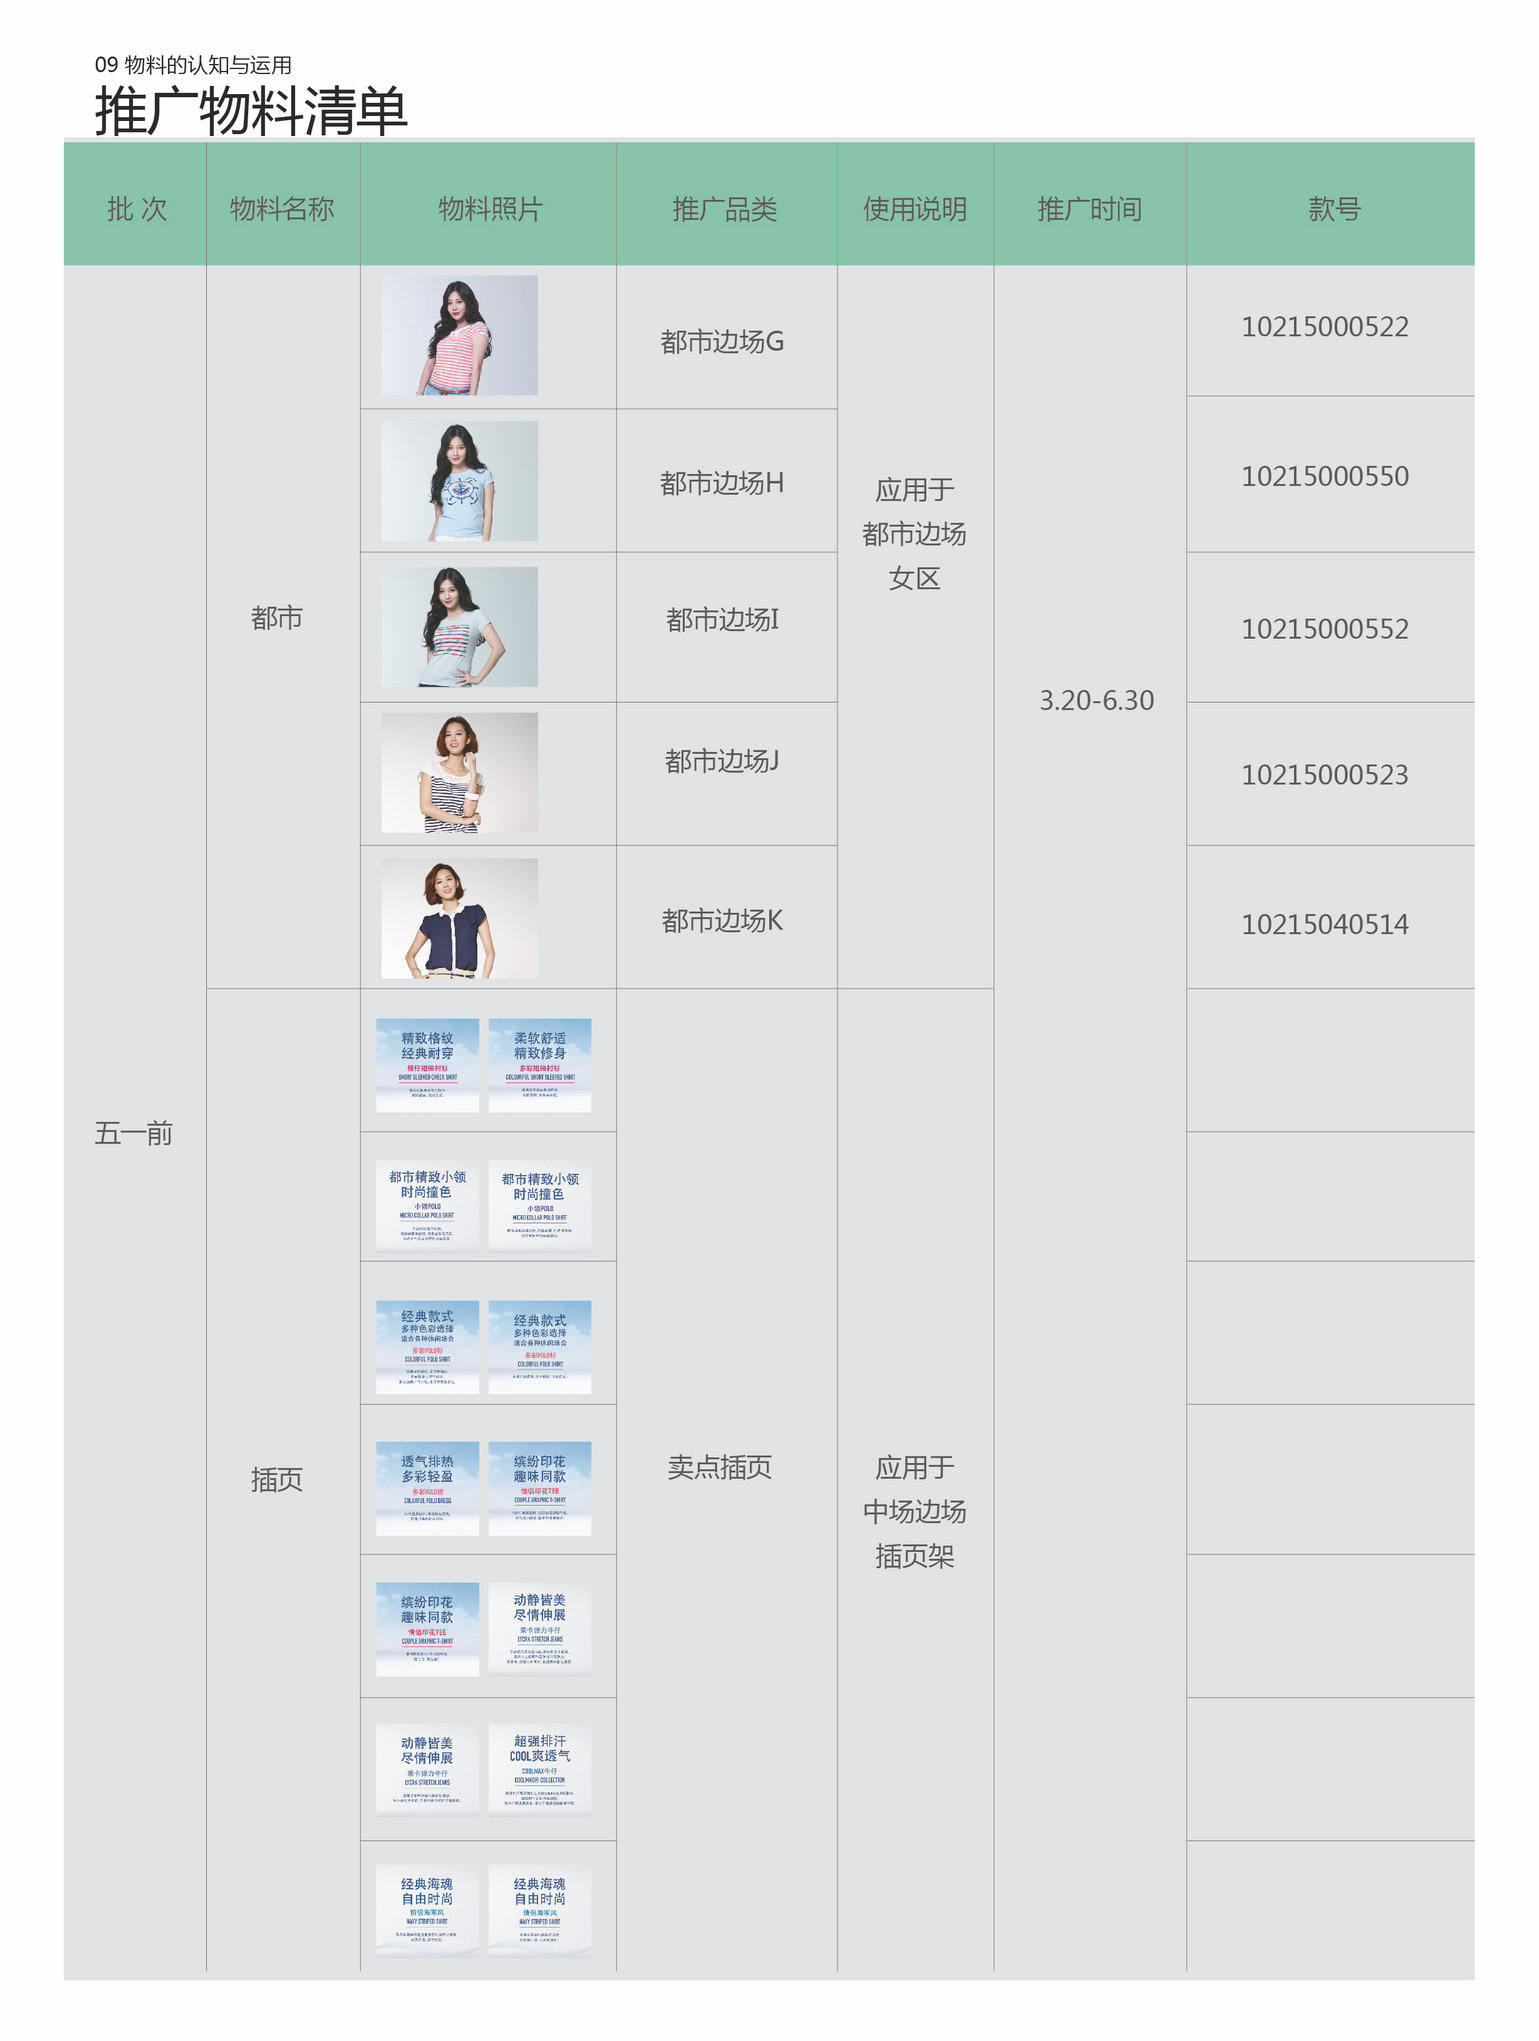 09 物料的认知与运用
推广物料清单
批 次
物料名称
物料照片
推广品类
使用说明
推广时间
款号
五一前
都市
都市边场G
都市边场H
都市边场I
都市边场J
都市边场K
应用于
都市边场
女区
3.20-6.30
10215000522
10215000550
10215000552
10215000523
10215040514
插页
精致格纹
经典耐穿
格仔短袖衬衫
SHORT SLEEVED CHECK SHIRT
柔软舒适
精致修身
多彩短袖衬衫
COLOURFUL SHORT SLEEVED SHIRT
都市精致小领
时尚撞色
小领POLO
MICRO COLLAR POLO SHIRT
都市精致小领
时尚撞色
小领POLO
MICRO COLLAR POLO SHIRT
经典款式
多种色彩选择
适合各种休闲场合
多彩POLO衫
COLORFUL POLO SHIRT
经典款式
多种色彩选择
适合各种休闲场合
多彩POLO衫
COLORFUL POLO SHIRT
透气排热
多彩轻盈
多彩POLO裙
COLORFUL POLO DRESS
缤纷印花
趣味同款
情侣印花TEE
COUPLE GRAPHIC T-SHIRT
缤纷印花
趣味同款
情侣印花TEE
COUPLE GRAPHIC T-SHIRT
动静皆美
尽情伸展
莱卡弹力牛仔
LYCRA STRETCH JEANS
动静皆美
尽情伸展
莱卡弹力牛仔
LYCRA STRETCH JEANS
超强排汗
COOL爽透气
COOLMAX牛仔
COOLMAX® COLLECTION
经典海魂
自由时尚
情侣海军风
NAVY STRIPED SHIRT
经典海魂
自由时尚
情侣海军风
NAVY STRIPED SHIRT
卖点插页
应用于
中场边场
插页架